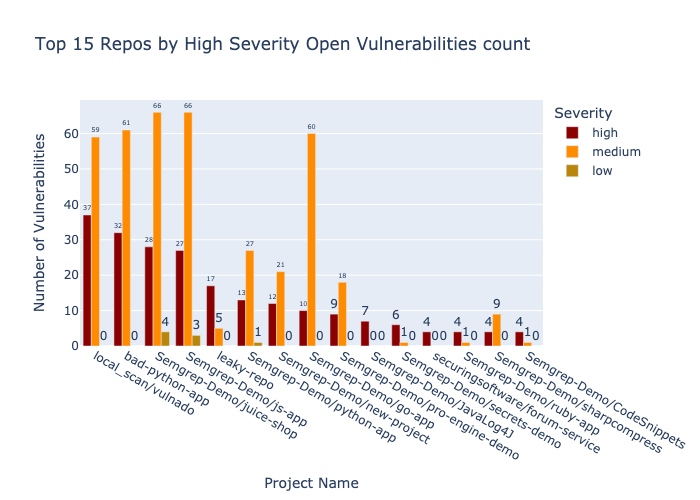 Top 15 Repos by High Severity Open Vulnerabilities count
Severity
high
medium
low
Number of Vulnerabilities
60
50
40
30
20
10
0
37 59 0
32 61 0
28 66 4
27 66 3
17 5 0
13 27 1
12 21 0
10 60 0
9 18 0
7 0 0
6 1 0
4 0 0
4 1 0
4 9 0
4 1 0
local_scan/vulnado
bad-python-app
Semgrep-Demo/juice-shop
Semgrep-Demo/js-app
leaky-repo
Semgrep-Demo/python-app
Semgrep-Demo/new-project
Semgrep-Demo/go-app
Semgrep-Demo/pro-engine-demo
Semgrep-Demo/JavaLog4J
Semgrep-Demo/secrets-demo
securingsoftware/forum-service
Semgrep-Demo/ruby-app
Semgrep-Demo/sharpcompress
Semgrep-Demo/CodeSnippets
Project Name